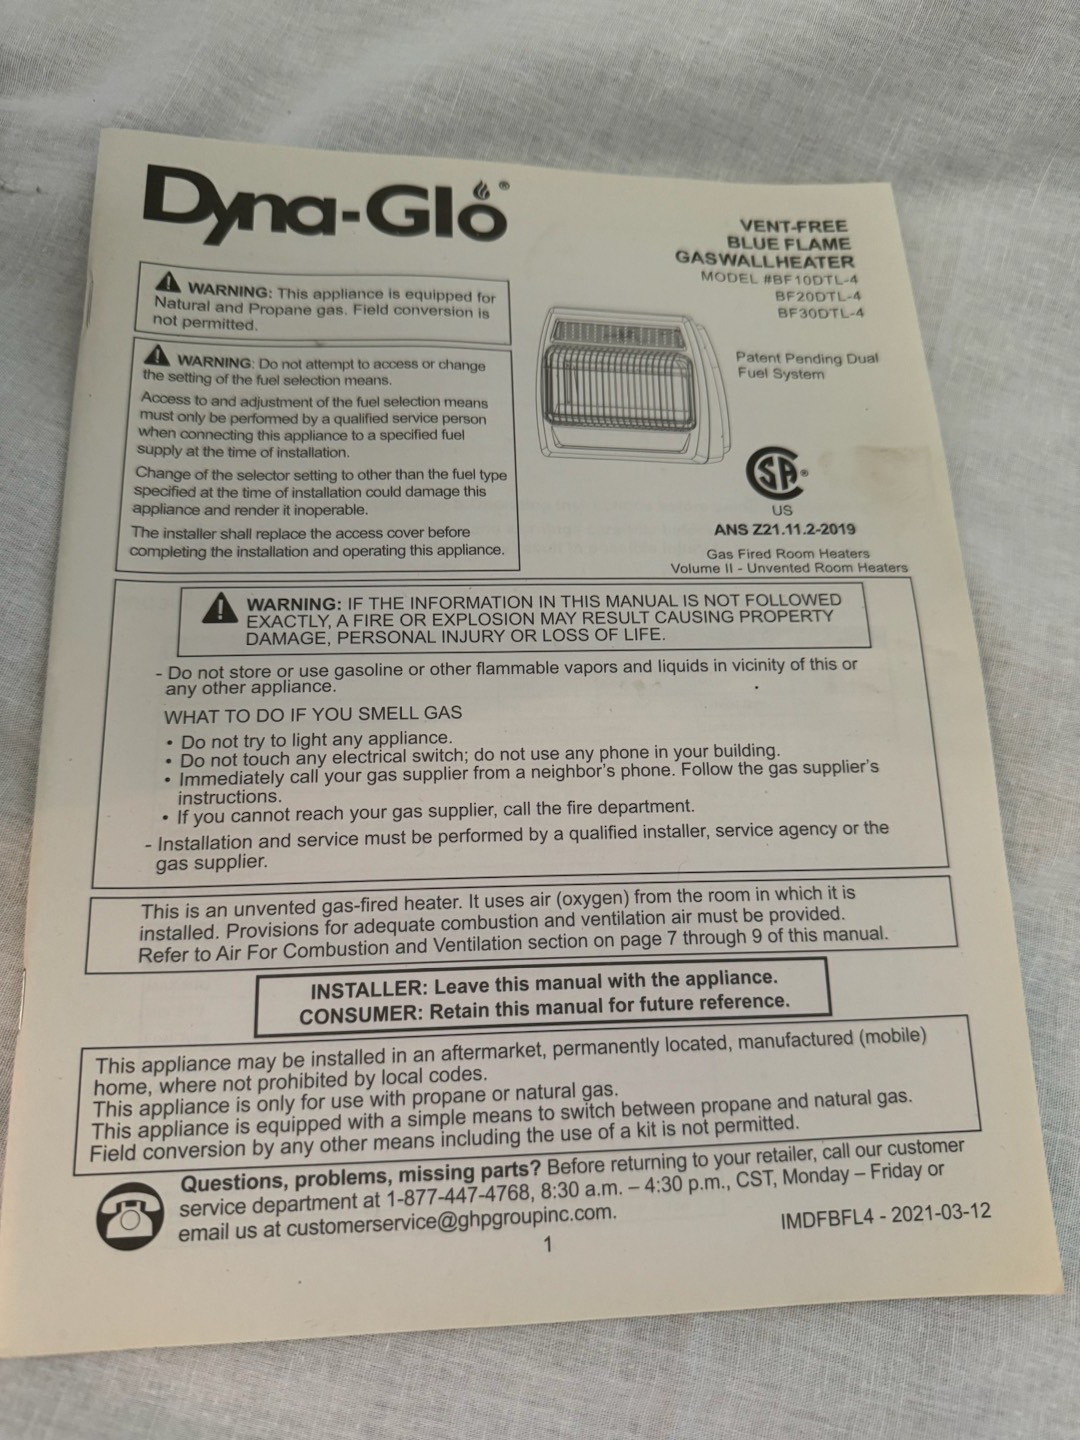 Dyna-Glo®
VENT-FREE
BLUE FLAME
GASWALLHEATER
MODEL #BF10DTL-4
BF20DTL-4
BF30DTL-4
WARNING: This appliance is equipped for
Natural and Propane gas. Field conversion is
not permitted.
WARNING: Do not attempt to access or change
the setting of the fuel selection means.
Access to and adjustment of the fuel selection means
must only be performed by a qualified service person
when connecting this appliance to a specified fuel
supply at the time of installation.
Change of the selector setting to other than the fuel type
specified at the time of installation could damage this
appliance and render it inoperable.
The installer shall replace the access cover before
completing the installation and operating this appliance.
Patent Pending Dual
Fuel System
SA®
US
ANS Z21.11.2-2019
Gas Fired Room Heaters
Volume II - Unvented Room Heaters
WARNING: IF THE INFORMATION IN THIS MANUAL IS NOT FOLLOWED
EXACTLY, A FIRE OR EXPLOSION MAY RESULT CAUSING PROPERTY
DAMAGE, PERSONAL INJURY OR LOSS OF LIFE.
- Do not store or use gasoline or other flammable vapors and liquids in vicinity of this or
any other appliance.
WHAT TO DO IF YOU SMELL GAS
• Do not try to light any appliance.
• Do not touch any electrical switch; do not use any phone in your building.
• Immediately call your gas supplier from a neighbor's phone. Follow the gas supplier's
instructions.
• If you cannot reach your gas supplier, call the fire department.
- Installation and service must be performed by a qualified installer, service agency or the
gas supplier.
This is an unvented gas-fired heater. It uses air (oxygen) from the room in which it is
installed. Provisions for adequate combustion and ventilation air must be provided.
Refer to Air For Combustion and Ventilation section on page 7 through 9 of this manual.
INSTALLER: Leave this manual with the appliance.
CONSUMER: Retain this manual for future reference.
This appliance may be installed in an aftermarket, permanently located, manufactured (mobile)
home, where not prohibited by local codes.
This appliance is only for use with propane or natural gas.
This appliance is equipped with a simple means to switch between propane and natural gas.
Field conversion by any other means including the use of a kit is not permitted.
Questions, problems, missing parts? Before returning to your retailer, call our customer
service department at 1-877-447-4768, 8:30 a.m. – 4:30 p.m., CST, Monday – Friday or
email us at customerservice@ghpgroupinc.com.
IMDFBFL4 - 2021-03-12
1